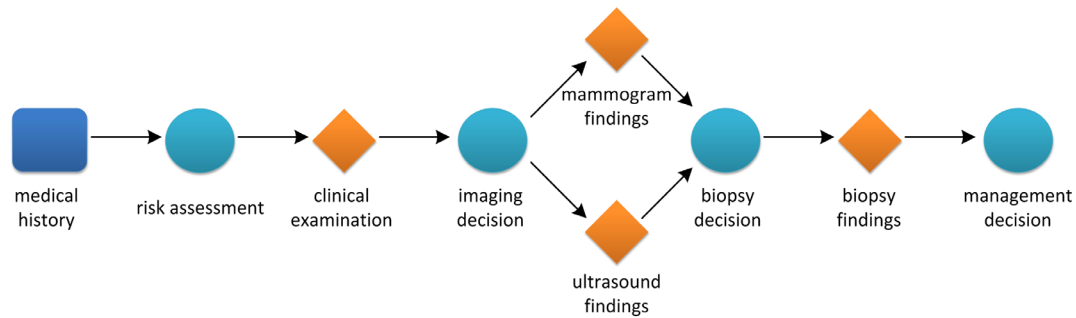 medical
history
risk assessment
clinical
examination
imaging
decision
mammogram
findings
ultrasound
findings
biopsy
decision
biopsy
findings
management
decision